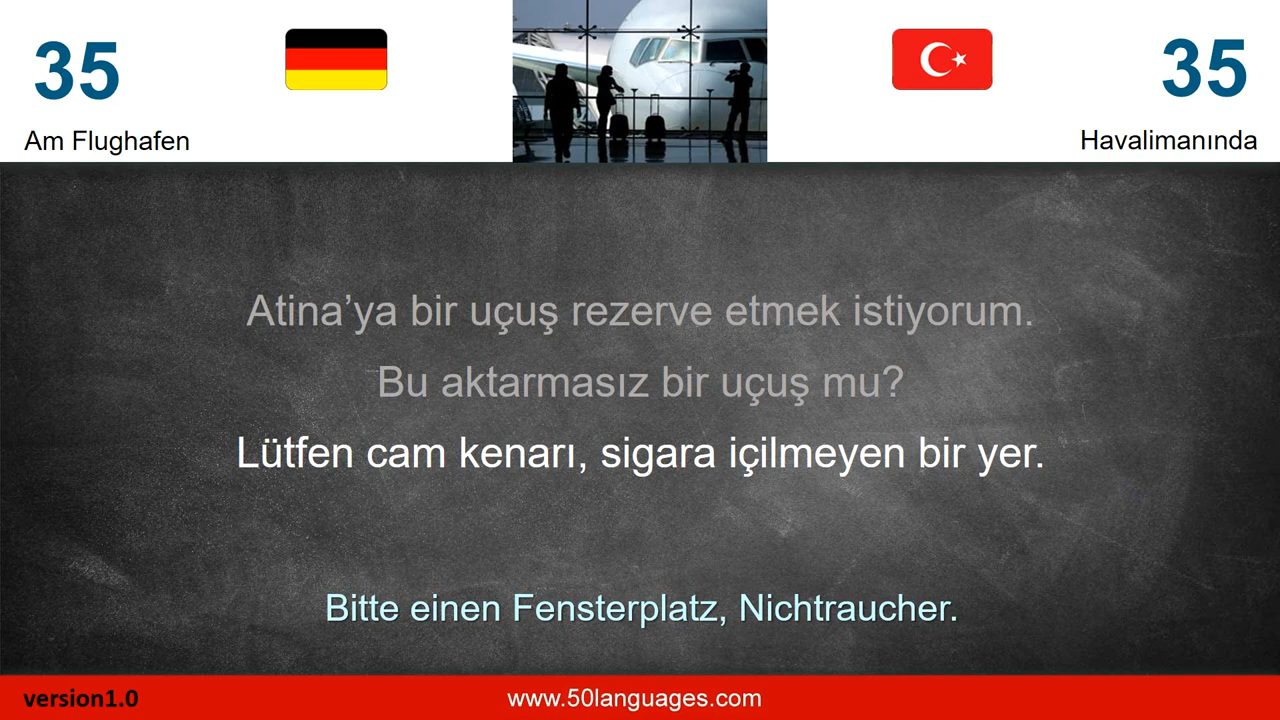 35
35
Am Flughafen
Havalimanında
Atina’ya bir uçuş rezerve etmek istiyorum.
Bu aktarmasız bir uçuş mu?
Lütfen cam kenarı, sigara içilmeyen bir yer.
Bitte einen Fensterplatz, Nichtraucher.
version1.0
www.50languages.com